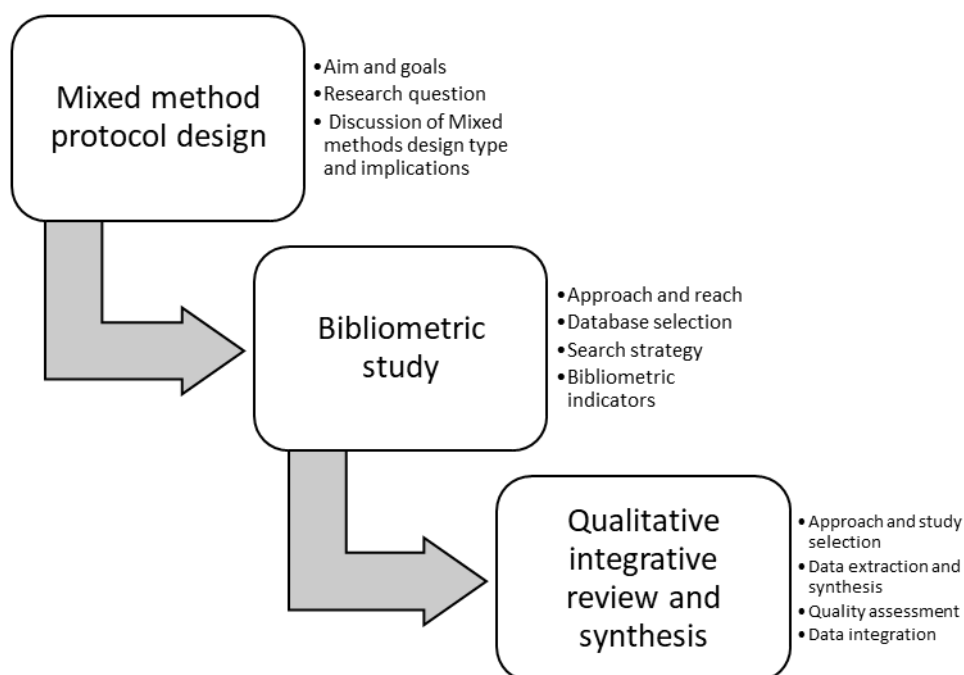 Mixed method
protocol design
•Aim and goals
•Research question
• Discussion of Mixed
methods design type
and implications
Bibliometric
study
•Approach and reach
•Database selection
•Search strategy
•Bibliometric
indicators
Qualitative
integrative
review and
synthesis
•Approach and study
selection
•Data extraction and
synthesis
•Quality assessment
•Data integration